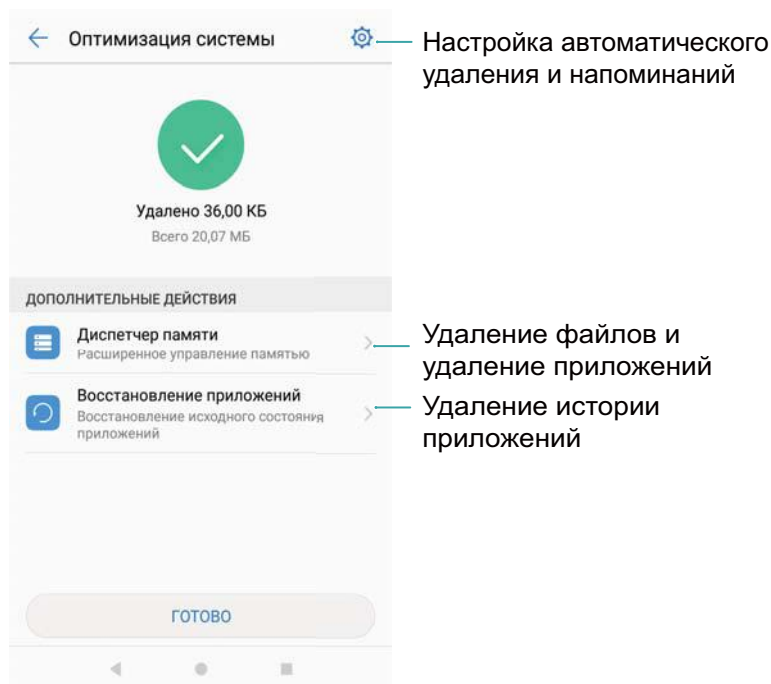 Оптимизация системы
Настройка автоматического
удаления и напоминаний
Удалено 36,00 КБ
Всего 20,07 МБ
ДОПОЛНИТЕЛЬНЫЕ ДЕЙСТВИЯ
Диспетчер памяти
Расширенное управление памятью
Удаление файлов и
удаление приложений
Восстановление приложений
Восстановление исходного состояния
приложений
Удаление истории
приложений
ГОТОВО